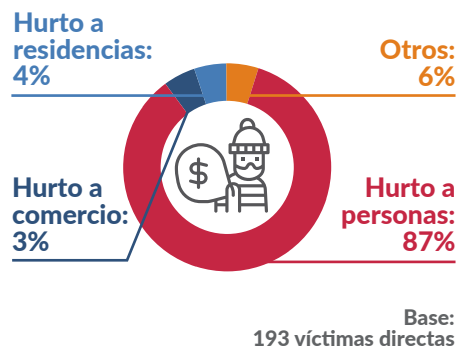 Hurto a
residencias:
4%
Otros:
6%
Hurto a
comercio:
3%
Hurto a
personas:
87%
$
Base:
193 víctimas directas